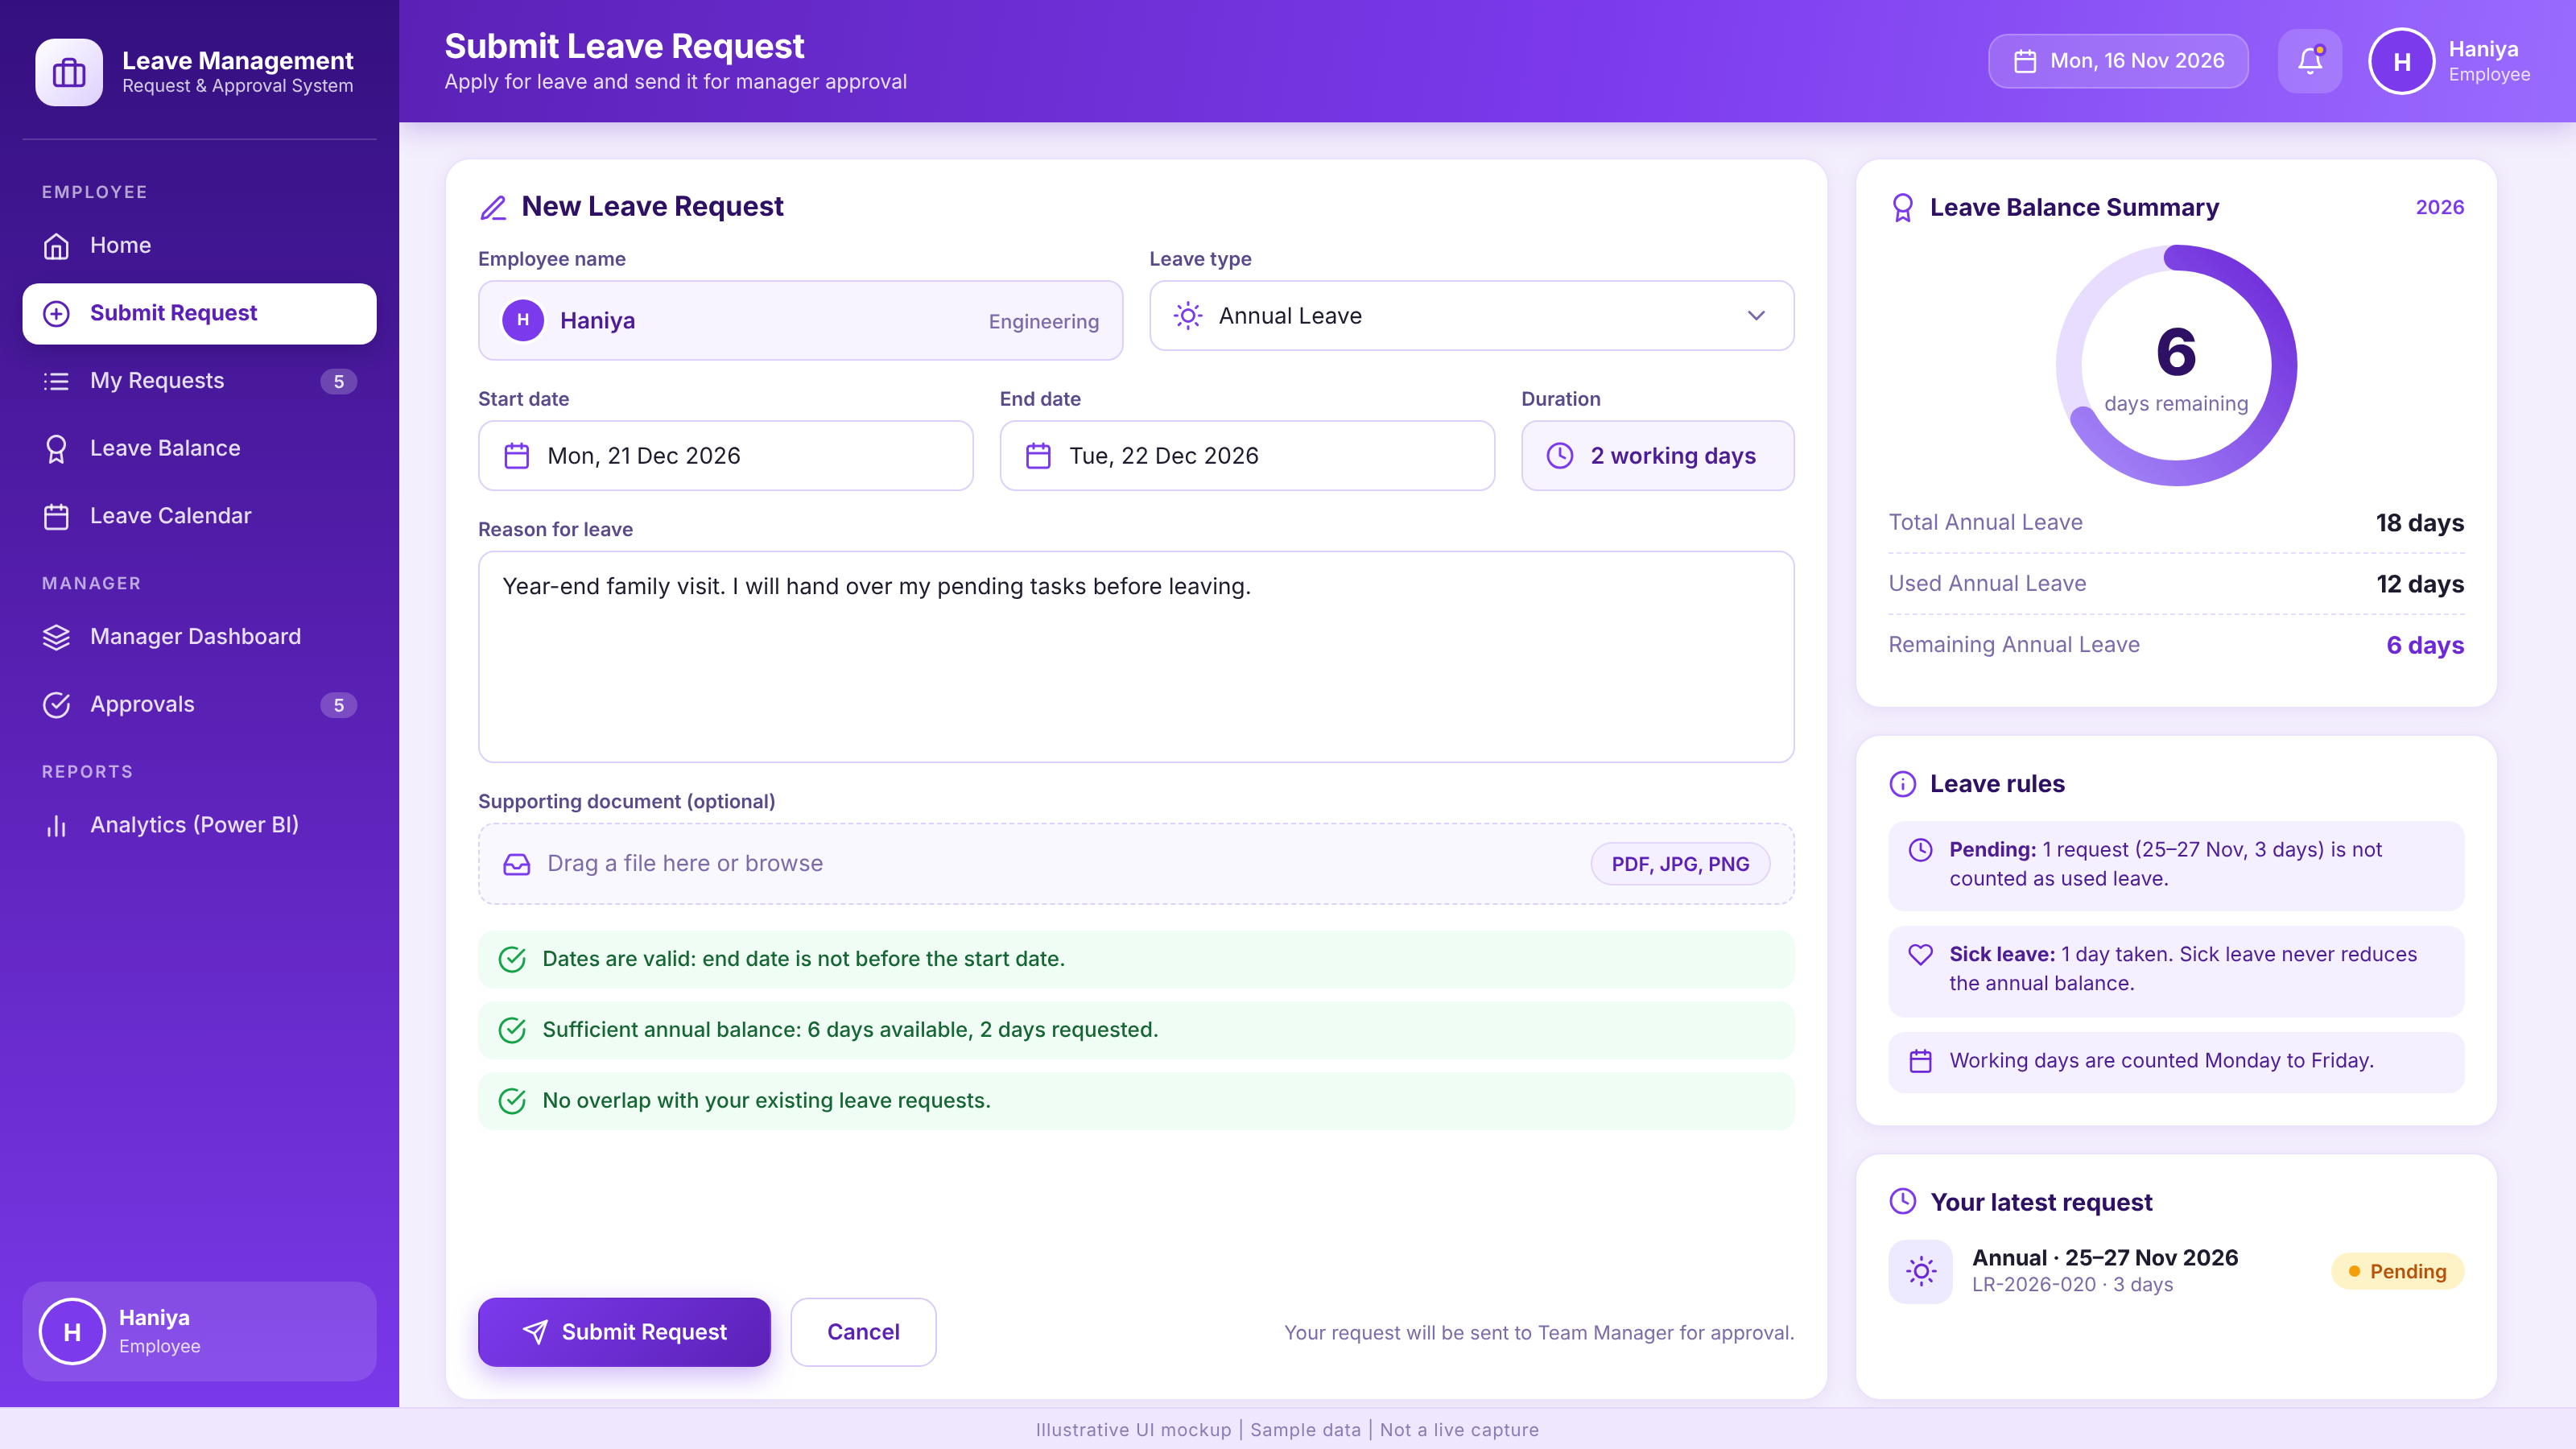 Leave Management
Request & Approval System
EMPLOYEE
Home
Submit Request
My Requests 5
Leave Balance
Leave Calendar
MANAGER
Manager Dashboard
Approvals 5
REPORTS
Analytics (Power BI)
H
Haniya
Employee
Submit Leave Request
Apply for leave and send it for manager approval
Mon, 16 Nov 2026
H
Haniya
Employee
New Leave Request
Employee name
H Haniya Engineering
Leave type
Annual Leave
Start date
Mon, 21 Dec 2026
End date
Tue, 22 Dec 2026
Duration
2 working days
Reason for leave
Year-end family visit. I will hand over my pending tasks before leaving.
Supporting document (optional)
Drag a file here or browse PDF, JPG, PNG
Dates are valid: end date is not before the start date.
Sufficient annual balance: 6 days available, 2 days requested.
No overlap with your existing leave requests.
Submit Request
Cancel
Your request will be sent to Team Manager for approval.
Leave Balance Summary 2026
6
days remaining
Total Annual Leave 18 days
Used Annual Leave 12 days
Remaining Annual Leave 6 days
Leave rules
Pending: 1 request (25–27 Nov, 3 days) is not
counted as used leave.
Sick leave: 1 day taken. Sick leave never reduces
the annual balance.
Working days are counted Monday to Friday.
Your latest request
Annual · 25–27 Nov 2026
LR-2026-020 · 3 days
Pending
Illustrative UI mockup | Sample data | Not a live capture